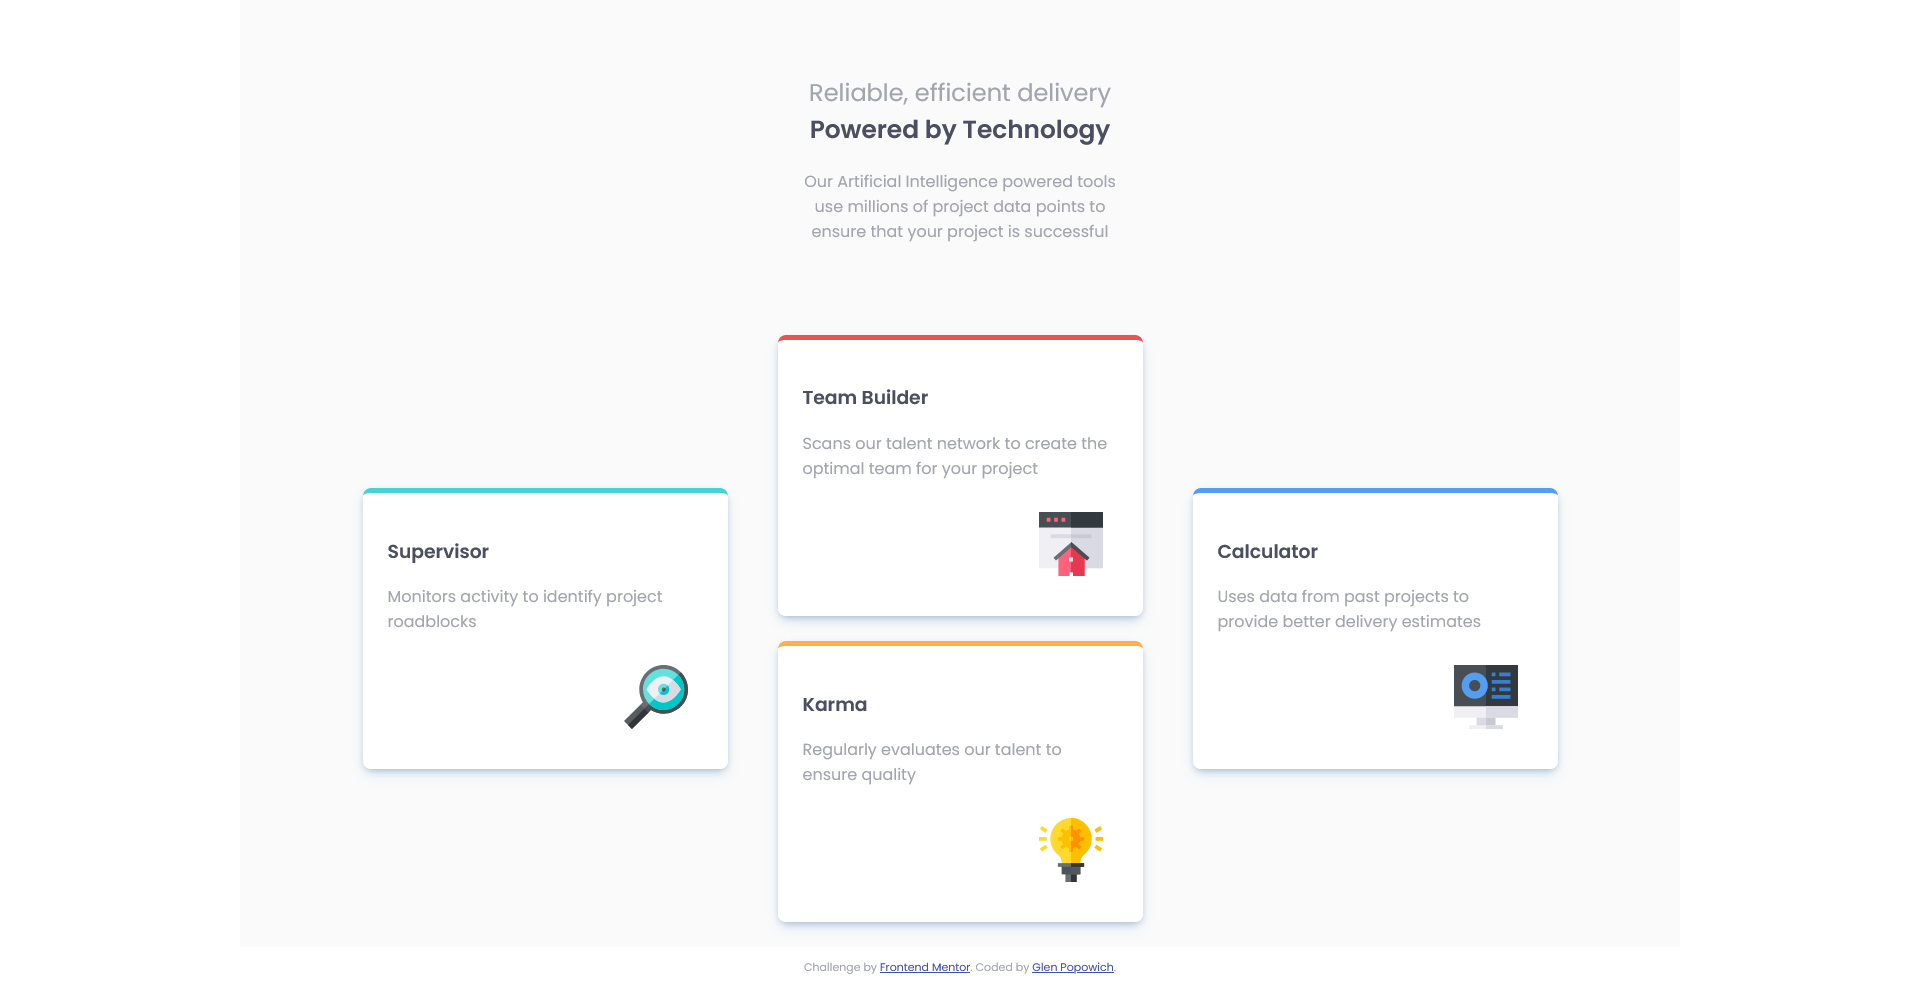 Reliable, efficient delivery
Powered by Technology
Our Artificial Intelligence powered tools
use millions of project data points to
ensure that your project is successful
Team Builder
Scans our talent network to create the
optimal team for your project
Supervisor
Monitors activity to identify project
roadblocks
Calculator
Uses data from past projects to
provide better delivery estimates
Karma
Regularly evaluates our talent to
ensure quality
Challenge by Frontend Mentor. Coded by Glen Popowich.